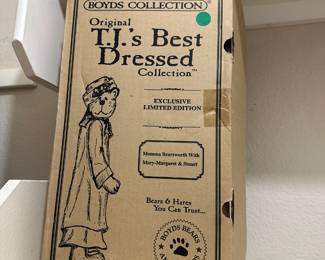 BOYDS COLLECTION®
Original
T.J.'s Best
Dressed
Collection™
EXCLUSIVE
LIMITED EDITION
Momma Bearsworth With
Mary-Margaret & Stuart
Bears & Hares
You Can Trust...
BOYDS BEARS